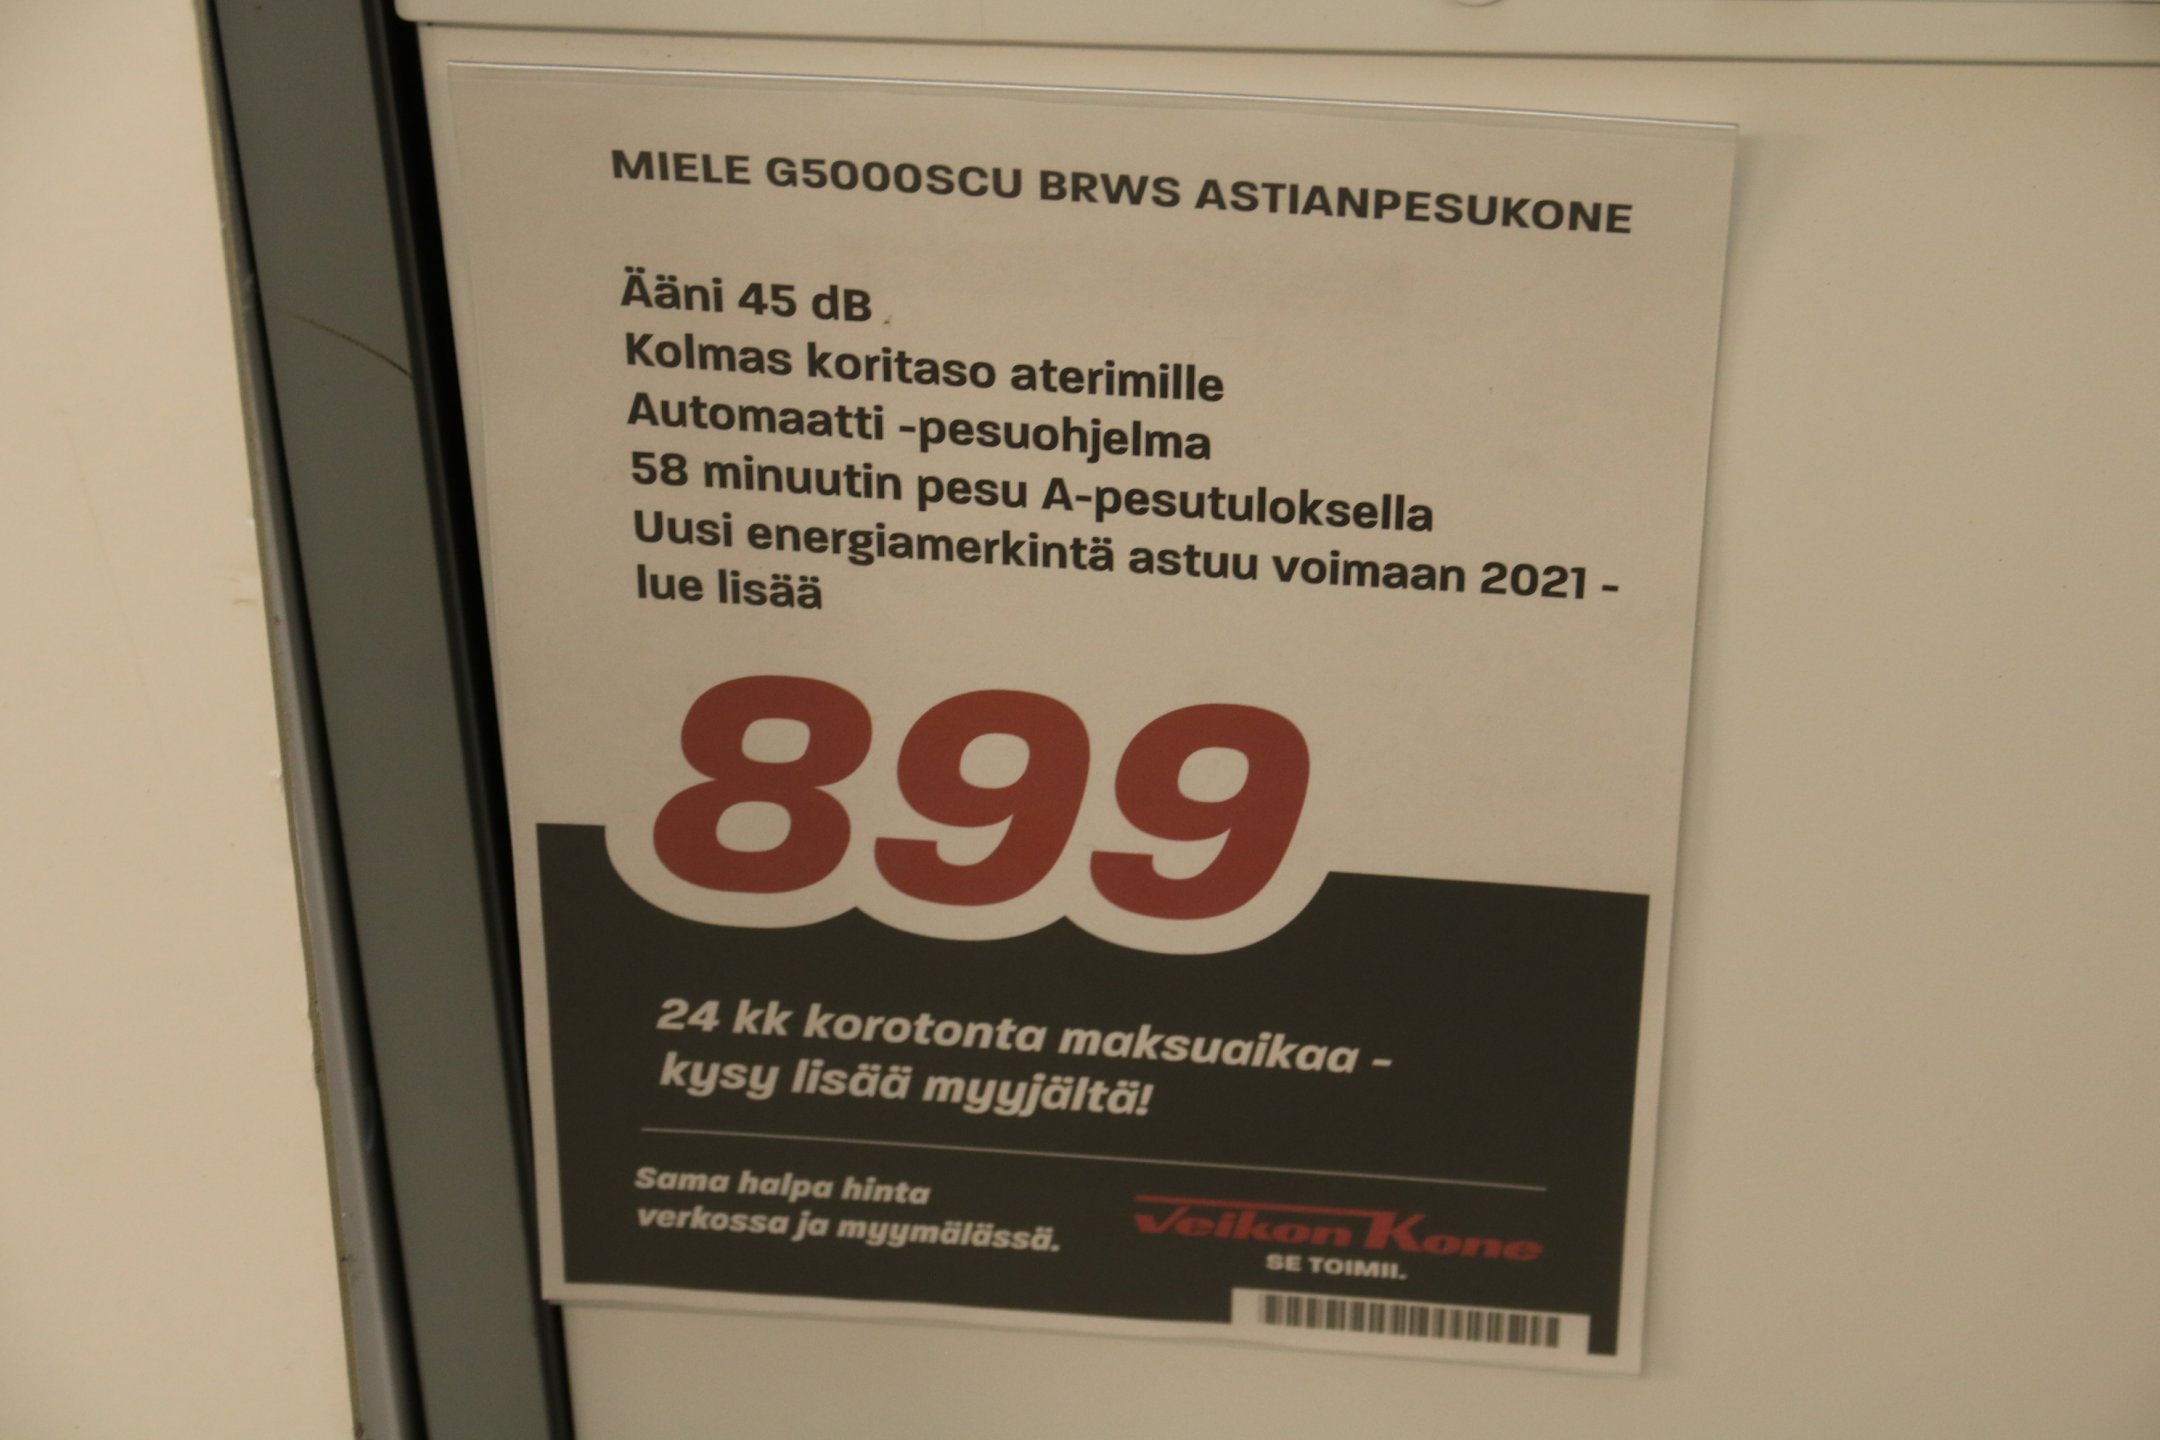 MIELE G5000SCU BRWS ASTIANPESUKONE
Ääni 45 dB
Kolmas koritaso aterimille
Automaatti -pesuohjelma
58 minuutin pesu A-pesutuloksella
Uusi energiamerkintä astuu voimaan 2021 -
lue lisää
899
24 kk korotonta maksuaikaa -
kysy lisää myyjältä!
Sama halpa hinta
verkossa ja myymälässä.
Veikon Kone
SE TOIMII.